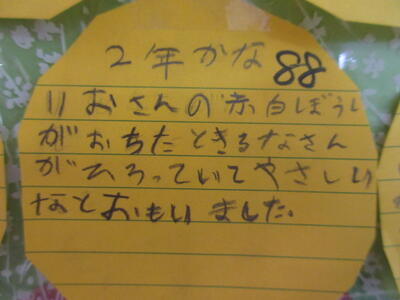 2年かな 88
りおさんの赤白ぼうし
がおちたときるなさん
がひろっていてやさしい
なとおもいました。